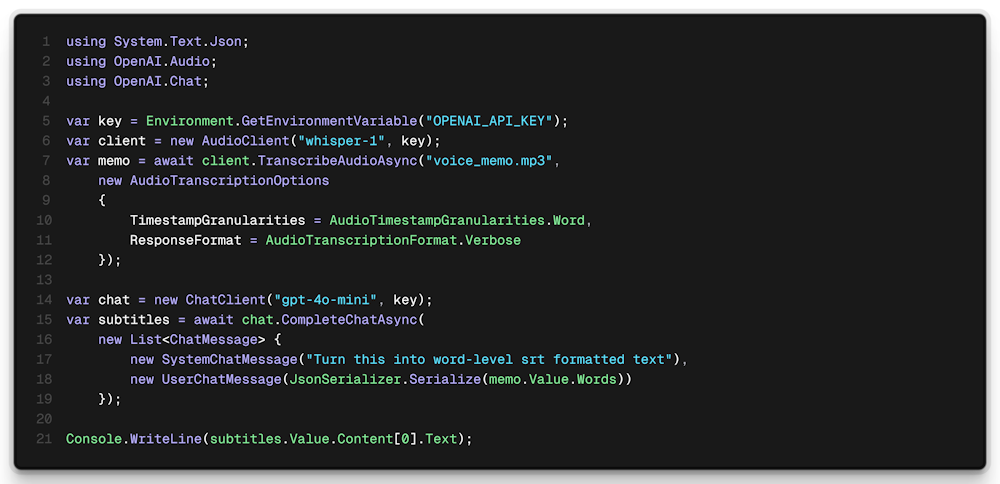 1 using System.Text.Json;
2 using OpenAI.Audio;
3 using OpenAI.Chat;
4
5 var key = Environment.GetEnvironmentVariable("OPENAI_API_KEY");
6 var client = new AudioClient("whisper-1", key);
7 var memo = await client.TranscribeAudioAsync("voice_memo.mp3",
8     new AudioTranscriptionOptions
9     {
10         TimestampGranularities = AudioTimestampGranularities.Word,
11         ResponseFormat = AudioTranscriptionFormat.Verbose
12     });
13
14 var chat = new ChatClient("gpt-4o-mini", key);
15 var subtitles = await chat.CompleteChatAsync(
16     new List<ChatMessage> {
17         new SystemChatMessage("Turn this into word-level srt formatted text"),
18         new UserChatMessage(JsonSerializer.Serialize(memo.Value.Words))
19     });
20
21 Console.WriteLine(subtitles.Value.Content[0].Text);